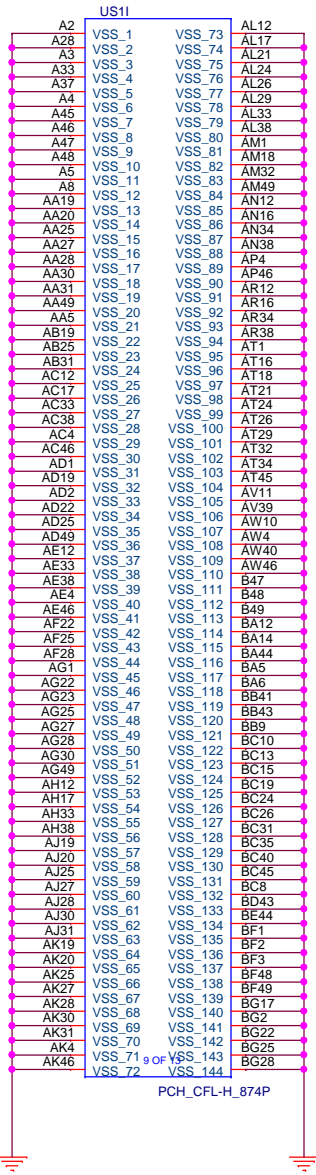 US1I
A2 VSS_1 VSS_73 AL12
A28 VSS_2 VSS_74 AL17
A3 VSS_3 VSS_75 AL21
A33 VSS_4 VSS_76 AL24
A37 VSS_5 VSS_77 AL26
A4 VSS_6 VSS_78 AL29
A45 VSS_7 VSS_79 AL33
A46 VSS_8 VSS_80 AL38
A47 VSS_9 VSS_81 AM1
A48 VSS_10 VSS_82 AM18
A5 VSS_11 VSS_83 AM32
A8 VSS_12 VSS_84 AM49
AA19 VSS_13 VSS_85 AN12
AA20 VSS_14 VSS_86 AN16
AA25 VSS_15 VSS_87 AN34
AA27 VSS_16 VSS_88 AN38
AA28 VSS_17 VSS_89 AP4
AA30 VSS_18 VSS_90 AP46
AA31 VSS_19 VSS_91 AR12
AA49 VSS_20 VSS_92 AR16
AA5 VSS_21 VSS_93 AR34
AB19 VSS_22 VSS_94 AR38
AB25 VSS_23 VSS_95 AT1
AB31 VSS_24 VSS_96 AT16
AC12 VSS_25 VSS_97 AT18
AC17 VSS_26 VSS_98 AT21
AC33 VSS_27 VSS_99 AT24
AC38 VSS_28 VSS_100 AT26
AC4 VSS_29 VSS_101 AT29
AC46 VSS_30 VSS_102 AT32
AD1 VSS_31 VSS_103 AT34
AD19 VSS_32 VSS_104 AT45
AD2 VSS_33 VSS_105 AV11
AD22 VSS_34 VSS_106 AV39
AD25 VSS_35 VSS_107 AW10
AD49 VSS_36 VSS_108 AW4
AE12 VSS_37 VSS_109 AW40
AE33 VSS_38 VSS_110 AW46
AE38 VSS_39 VSS_111 B47
AE4 VSS_40 VSS_112 B48
AE46 VSS_41 VSS_113 B49
AF22 VSS_42 VSS_114 BA12
AF25 VSS_43 VSS_115 BA14
AF28 VSS_44 VSS_116 BA44
AG1 VSS_45 VSS_117 BA5
AG22 VSS_46 VSS_118 BA6
AG23 VSS_47 VSS_119 BB41
AG25 VSS_48 VSS_120 BB43
AG27 VSS_49 VSS_121 BB9
AG28 VSS_50 VSS_122 BC10
AG30 VSS_51 VSS_123 BC13
AG49 VSS_52 VSS_124 BC15
AH12 VSS_53 VSS_125 BC19
AH17 VSS_54 VSS_126 BC24
AH33 VSS_55 VSS_127 BC26
AH38 VSS_56 VSS_128 BC31
AJ19 VSS_57 VSS_129 BC35
AJ20 VSS_58 VSS_130 BC40
AJ25 VSS_59 VSS_131 BC45
AJ27 VSS_60 VSS_132 BC8
AJ28 VSS_61 VSS_133 BD43
AJ30 VSS_62 VSS_134 BE44
AJ31 VSS_63 VSS_135 BF1
AK19 VSS_64 VSS_136 BF2
AK20 VSS_65 VSS_137 BF3
AK25 VSS_66 VSS_138 BF48
AK27 VSS_67 VSS_139 BF49
AK28 VSS_68 VSS_140 BG17
AK30 VSS_69 VSS_141 BG2
AK31 VSS_70 VSS_142 BG22
AK4 VSS_71 9 OF 13 VSS_143 BG25
AK46 VSS_72 VSS_144 BG28
PCH_CFL-H_874P